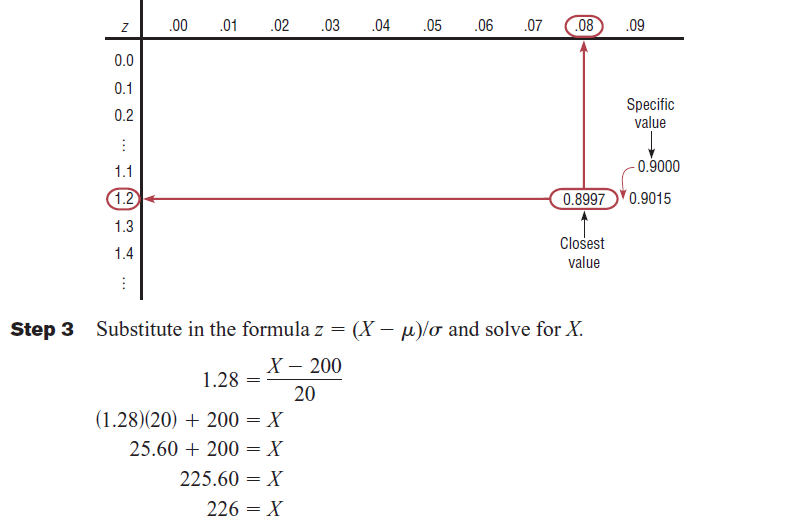 z .00 .01 .02 .03 .04 .05 .06 .07 .08 .09
0.0
0.1
0.2
Specific
value
⋮
1.1
0.9000
1.2 0.8997 0.9015
1.3
Closest
value
1.4
⋮
Step 3 Substitute in the formula z = (X − μ)/σ and solve for X.
1.28 = (X − 200)/20
(1.28)(20) + 200 = X
25.60 + 200 = X
225.60 = X
226 = X